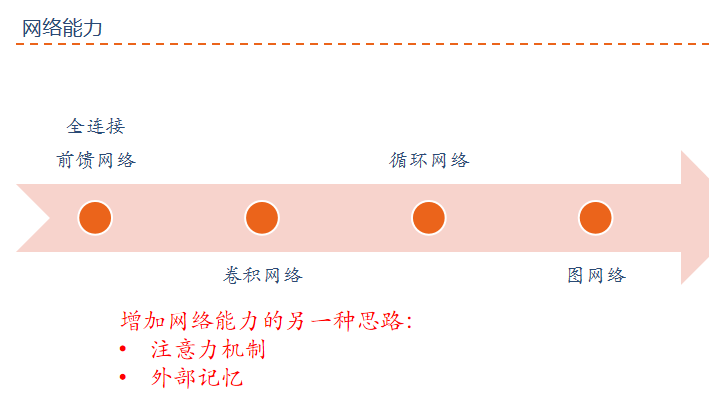 网络能力
全连接
前馈网络
循环网络
卷积网络
图网络
增加网络能力的另一种思路:
• 注意力机制
• 外部记忆